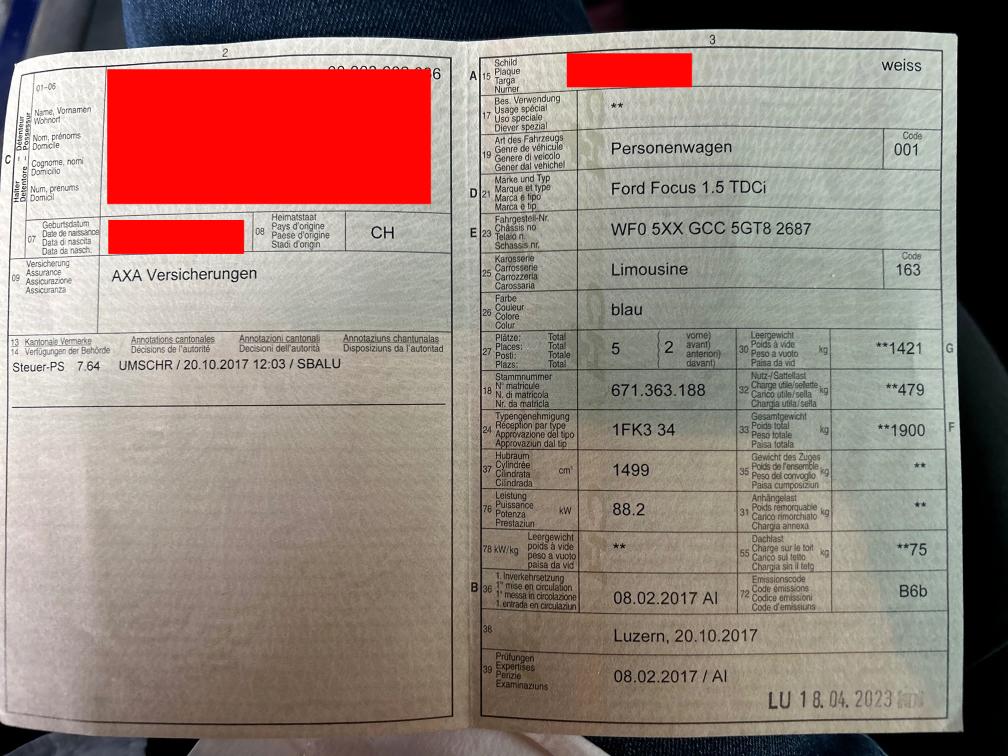 2
6
01-06
C
Halter Détenteur
Detentore Possessur
Name, Vornamen
Wohnort
Nom, prénoms
Domicile
Cognome, nomi
Domicilio
Num, prenums
Domicil
07
Geburtsdatum
Date de naissance
Data di nascita
Data da nasch.
08
Heimatstaat
Pays d'origine
Paese d'origine
Stadi d'origin
CH
09
Versicherung
Assurance
Assicurazione
Assicuranza
AXA Versicherungen
13 Kantonale Vermerke Annotations cantonales Annotazioni cantonali Annotaziuns chantunalas
14 Verfügungen der Behörde Décisions de l'autorité Decisioni dell'autorità Disposiziuns da l'autoritad
Steuer-PS 7.64 UMSCHR / 20.10.2017 12:03 / SBALU
3
A 15
Schild
Plaque
Targa
Numer
weiss
17
Bes. Verwendung
Usage spécial
Uso speciale
Diever spezial
**
19
Art des Fahrzeugs
Genre de véhicule
Genere di veicolo
Gener dal vehichel
Personenwagen
Code
001
D 21
Marke und Typ
Marque et type
Marca e tipo
Marca e tip
Ford Focus 1.5 TDCi
E 23
Fahrgestell-Nr.
Châssis no
Telaio n.
Schassis nr.
WF0 5XX GCC 5GT8 2687
25
Karosserie
Carrosserie
Carrozzeria
Carossaria
Limousine
Code
163
26
Farbe
Couleur
Colore
Colur
blau
27
Plätze: Total
Places: Total
Posti: Totale
Plazs: Total
5 2
vorne)
avant)
anteriori)
davant)
30
Leergewicht
Poids à vide
Peso a vuoto
Paisa da vid
kg
**1421
G
18
Stammnummer
N° matricule
N. di matricola
Nr. da matricla
671.363.188
32
Nutz-/Sattellast
Charge utile/sellette
Carico utile/sella
Chargia utila/sella
kg
**479
24
Typengenehmigung
Réception par type
Approvazione del tipo
Approvaziun dal tip
1FK3 34
33
Gesamtgewicht
Poids total
Peso totale
Paisa totala
kg
**1900
F
37
Hubraum
Cylindrée
Cilindrata
Cilindrada
cm³
1499
35
Gewicht des Zuges
Poids de l'ensemble
Peso del convoglio
Paisa cumposiziun
kg
**
76
Leistung
Puissance
Potenza
Prestaziun
kW
88.2
31
Anhängelast
Poids remorquable
Carico rimorchiato
Chargia annexa
kg
**
78 kW/kg
Leergewicht
poids à vide
peso a vuoto
paisa da vid
**
55
Dachlast
Charge sur le toit
Carico sul tetto
Chargia sin il tetg
kg
**75
B 36
1. Inverkehrsetzung
1re mise en circulation
1a messa in circolazione
1. entrada en circulaziun
08.02.2017 AI
72
Emissionscode
Code émissions
Codice emissioni
Code d'emissiuns
B6b
38
Luzern, 20.10.2017
39
Prüfungen
Expertises
Perizie
Examinaziuns
08.02.2017 / AI
LU 18.04.2023